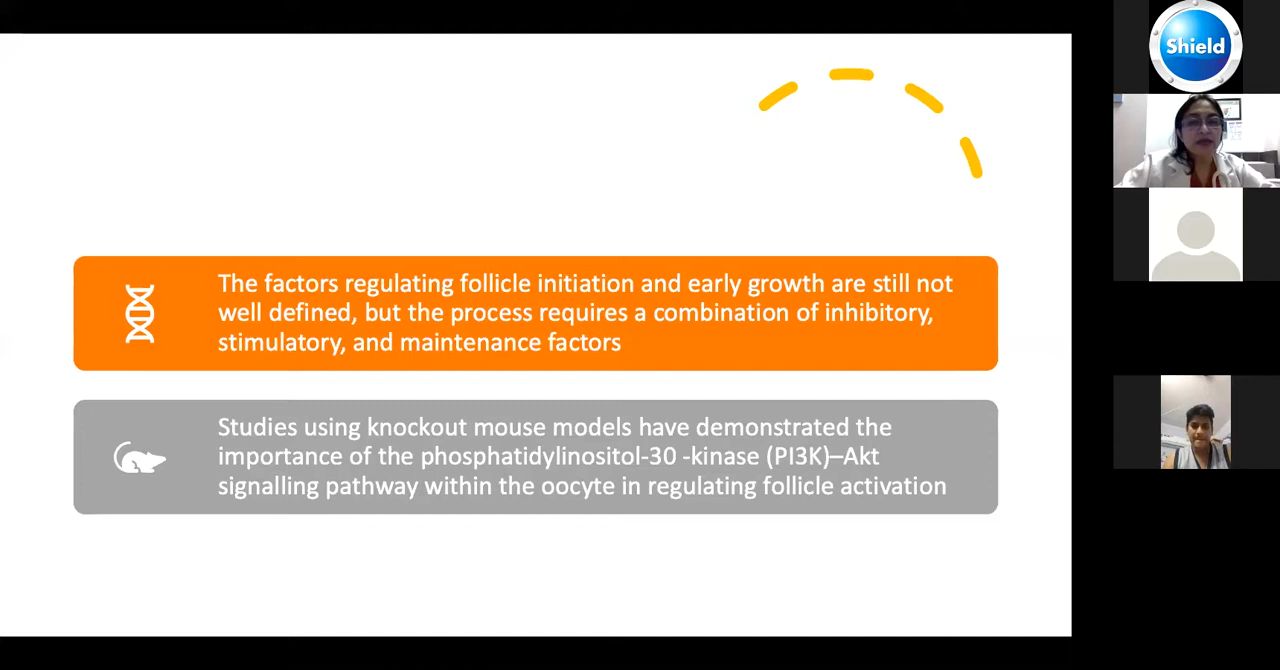 The factors regulating follicle initiation and early growth are still not
well defined, but the process requires a combination of inhibitory,
stimulatory, and maintenance factors
Studies using knockout mouse models have demonstrated the
importance of the phosphatidylinositol-30 -kinase (PI3K)–Akt
signalling pathway within the oocyte in regulating follicle activation
Shield